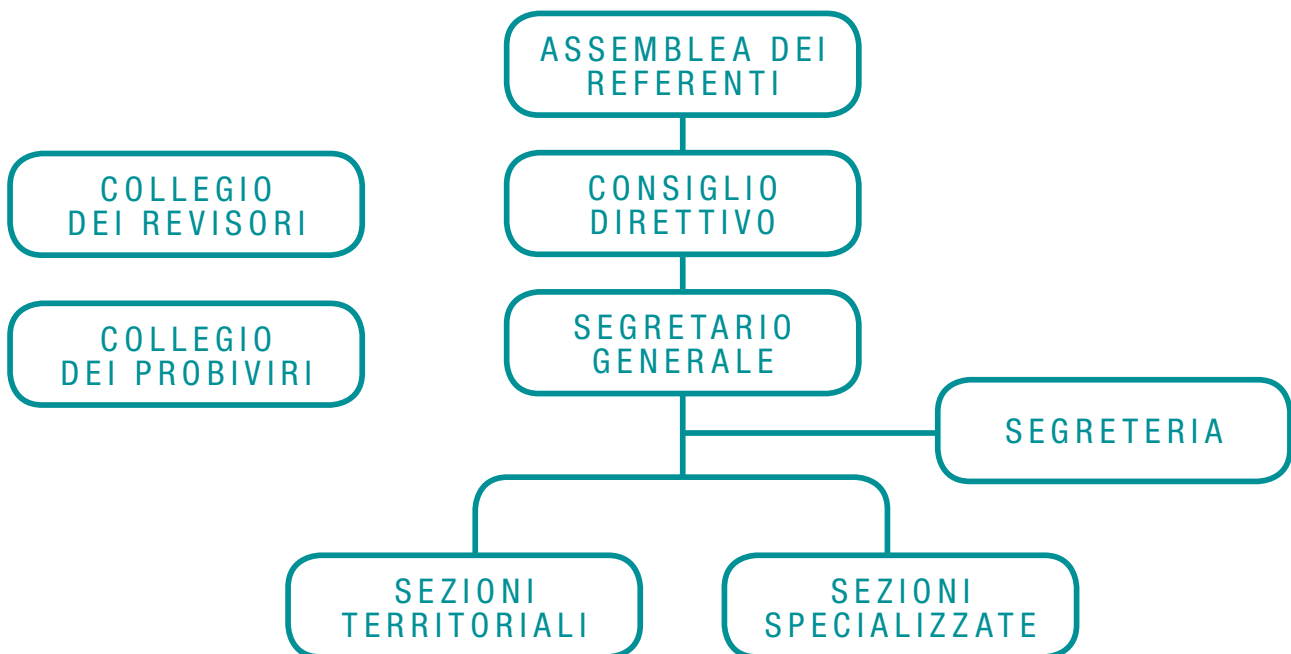 ASSEMBLEA DEI
REFERENTI
COLLEGIO
DEI REVISORI
CONSIGLIO
DIRETTIVO
COLLEGIO
DEI PROBIVIRI
SEGRETARIO
GENERALE
SEGRETERIA
SEZIONI
TERRITORIALI
SEZIONI
SPECIALIZZATE